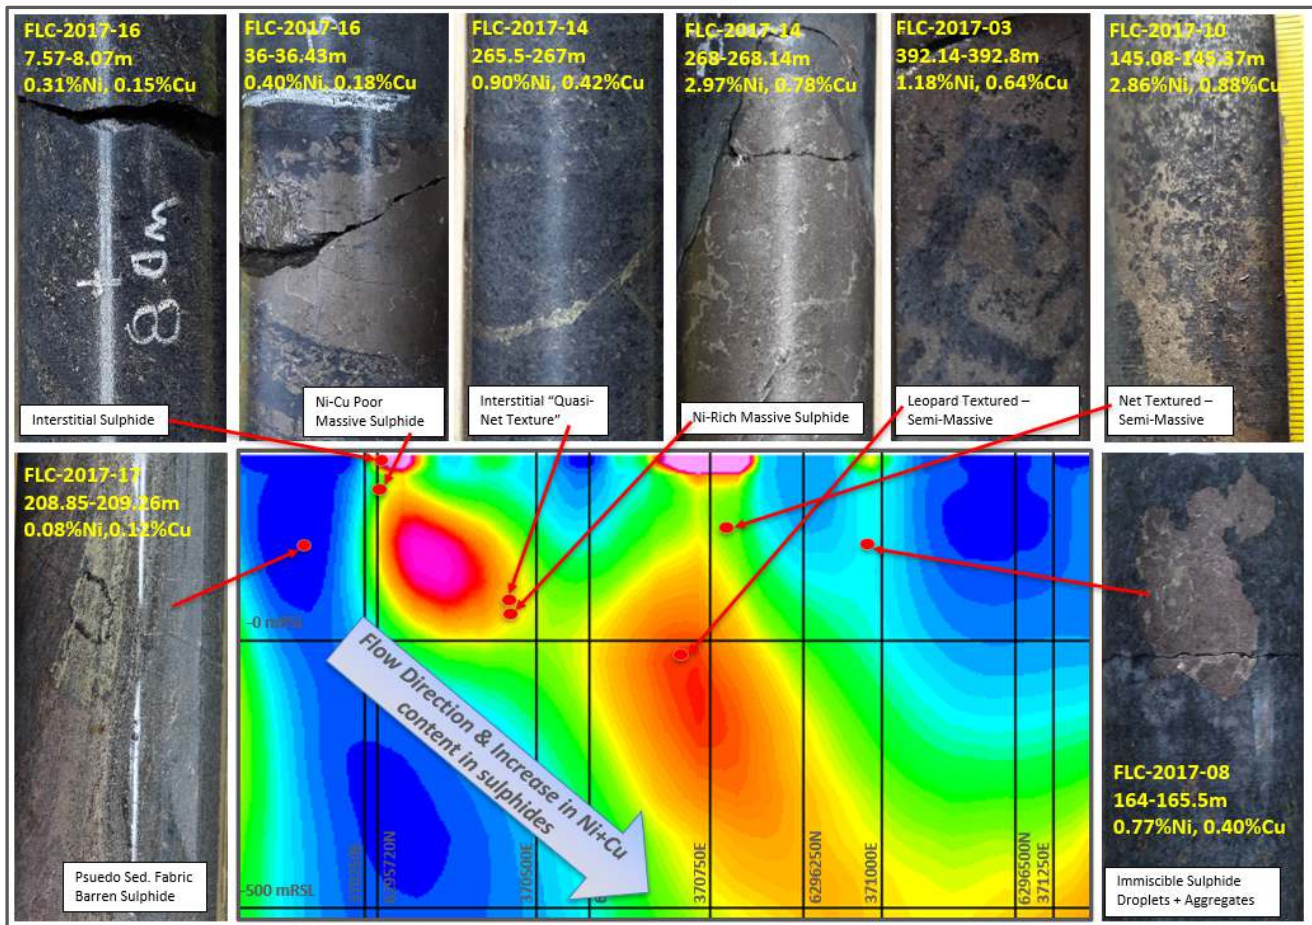 FLC-2017-16
7.57-8.07m
0.31%Ni, 0.15%Cu
8.0m
Interstitial Sulphide
FLC-2017-16
36-36.43m
0.40%Ni, 0.18%Cu
Ni-Cu Poor
Massive Sulphide
FLC-2017-14
265.5-267m
0.90%Ni, 0.42%Cu
Interstitial “Quasi-
Net Texture”
FLC-2017-14
268-268.14m
2.97%Ni, 0.78%Cu
Ni-Rich Massive Sulphide
FLC-2017-03
392.14-392.8m
1.18%Ni, 0.64%Cu
Leopard Textured –
Semi-Massive
FLC-2017-10
145.08-145.37m
2.86%Ni, 0.88%Cu
Net Textured –
Semi-Massive
FLC-2017-17
208.85-209.26m
0.08%Ni,0.12%Cu
Psuedo Sed. Fabric
Barren Sulphide
-0 mRSL
Flow Direction & Increase in Ni+Cu
content in sulphides
-500 mRSL
370500E
370750E
6296250N
371000E
6296500N
371250E
FLC-2017-08
164-165.5m
0.77%Ni, 0.40%Cu
Immiscible Sulphide
Droplets + Aggregates